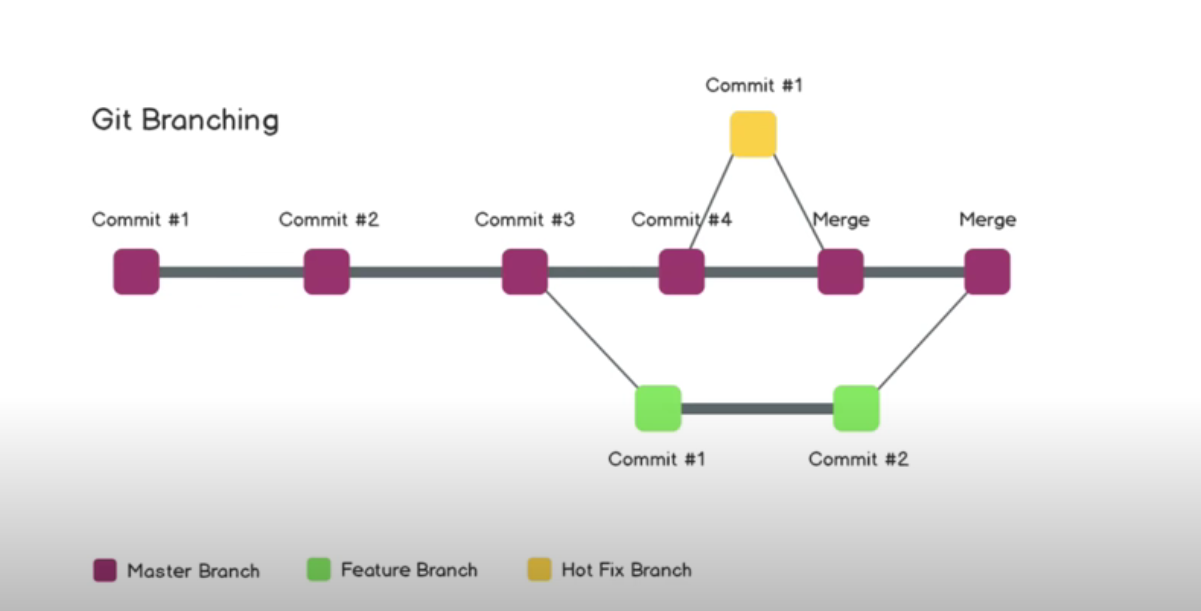 Commit #1
Git Branching
Commit #1
Commit #2
Commit #3
Commit #4
Merge
Merge
Commit #1
Commit #2
Master Branch
Feature Branch
Hot Fix Branch